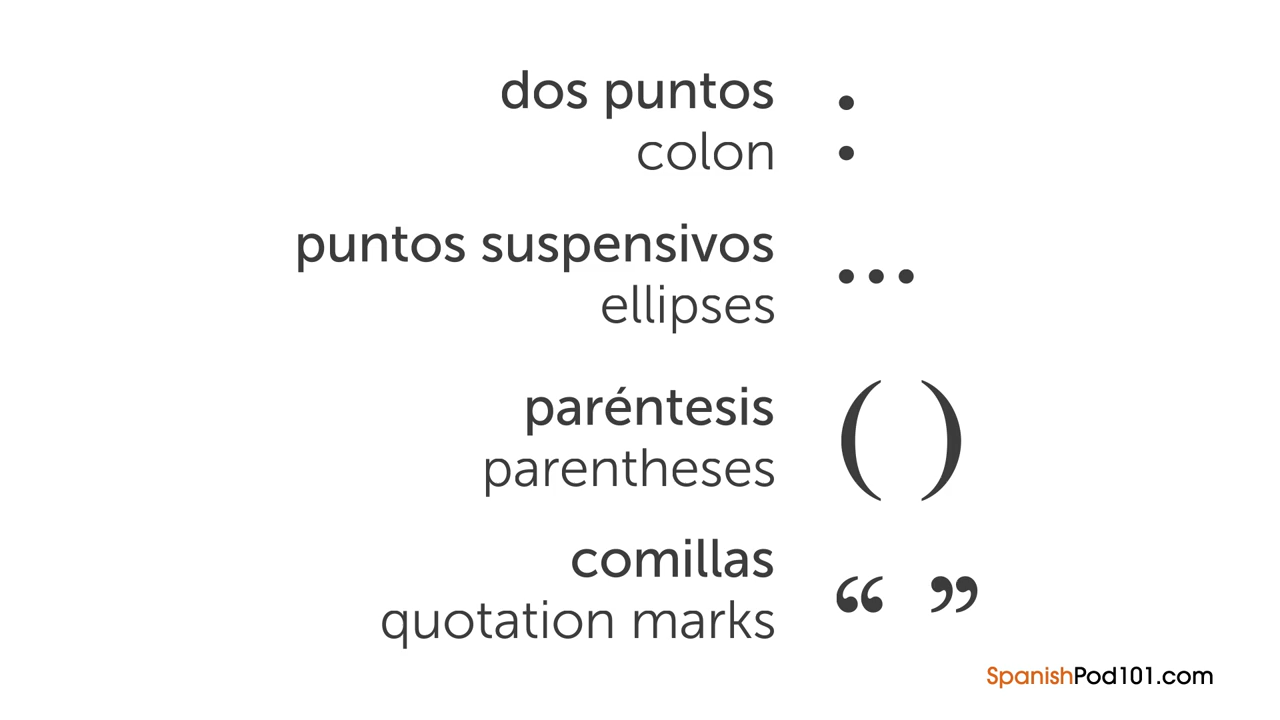 dos puntos :
colon
puntos suspensivos ...
ellipses
paréntesis ( )
parentheses
comillas “ ”
quotation marks
SpanishPod101.com